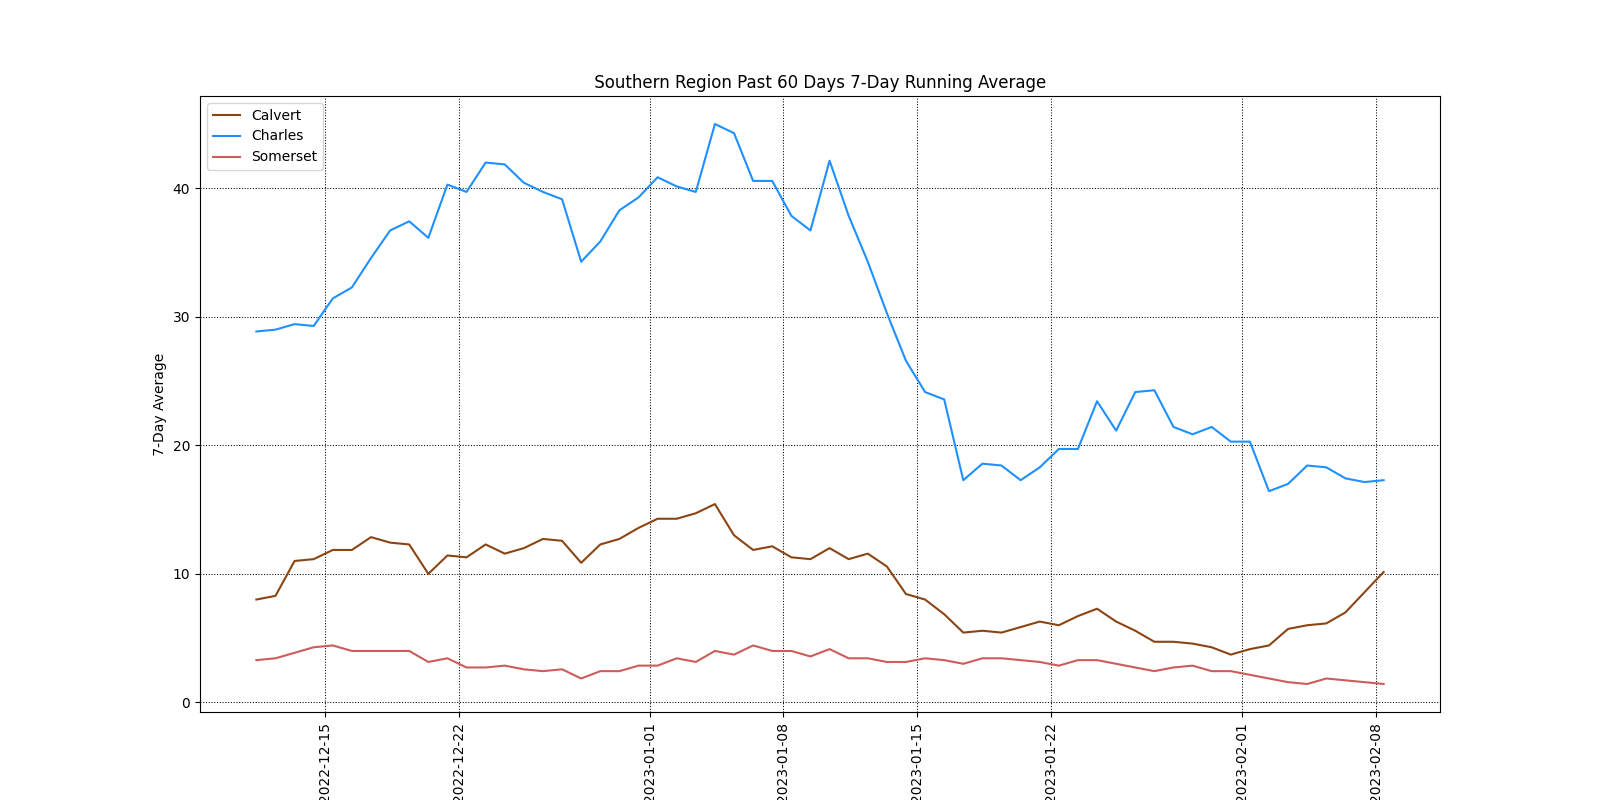 Southern Region Past 60 Days 7-Day Running Average
Calvert
Charles
Somerset
7-Day Average
40
30
20
10
0
2022-12-15
2022-12-22
2023-01-01
2023-01-08
2023-01-15
2023-01-22
2023-02-01
2023-02-08